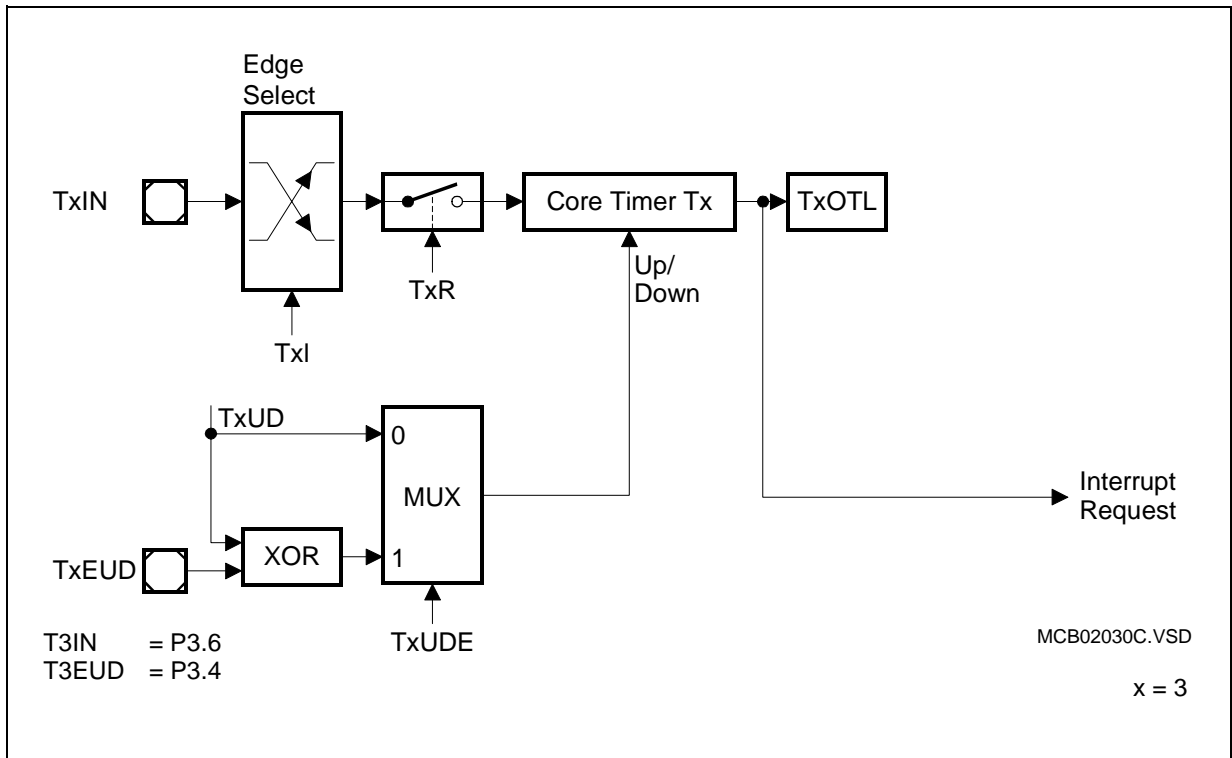 Edge
Select
TxIN
Core Timer Tx
TxOTL
TxR
Up/
Down
TxI
TxUD
0
MUX
Interrupt
Request
XOR
1
TxEUD
TxUDE
T3IN = P3.6
T3EUD = P3.4
MCB02030C.VSD
x = 3